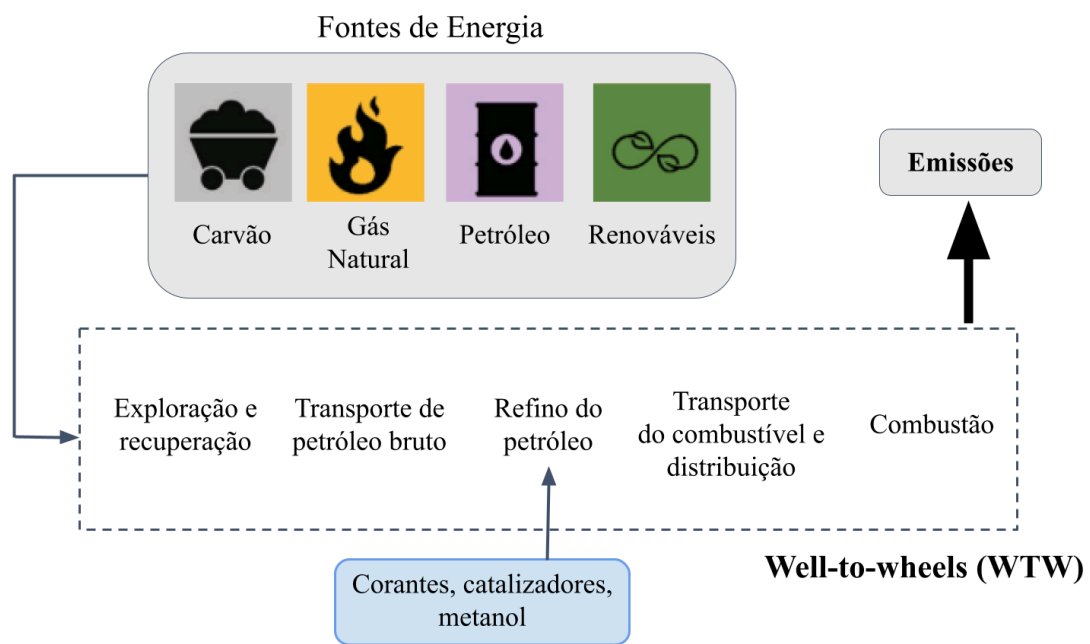 Fontes de Energia
Carvão
Gás
Natural
Petróleo
Renováveis
Emissões
Exploração e
recuperação
Transporte de
petróleo bruto
Refino do
petróleo
Transporte
do combustível e
distribuição
Combustão
Corantes, catalizadores,
metanol
Well-to-wheels (WTW)